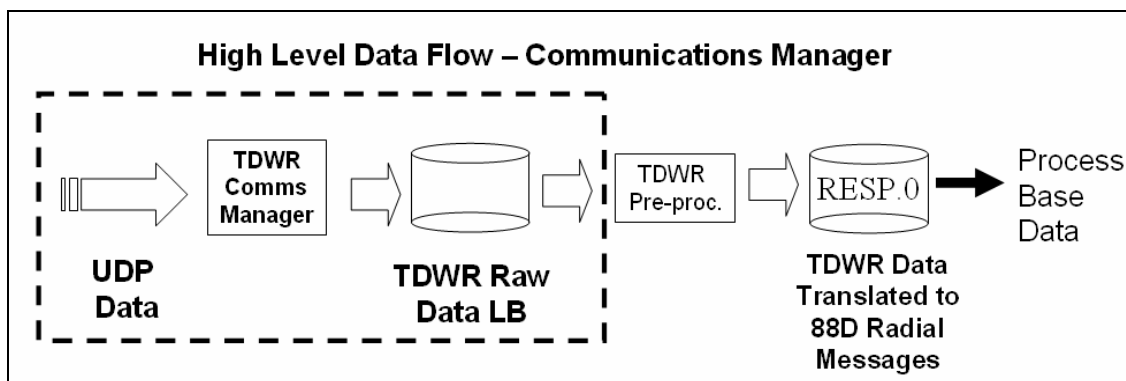 High Level Data Flow – Communications Manager
TDWR
Comms
Manager
UDP
Data
TDWR Raw
Data LB
TDWR
Pre-proc.
RESP.0
TDWR Data
Translated to
88D Radial
Messages
Process
Base
Data